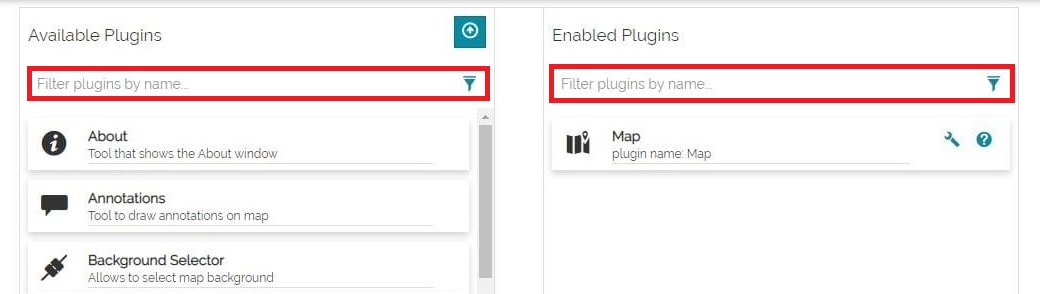 Available Plugins
Filter plugins by name...
About
Tool that shows the About window
Annotations
Tool to draw annotations on map
Background Selector
Allows to select map background
Enabled Plugins
Filter plugins by name...
Map
plugin name: Map